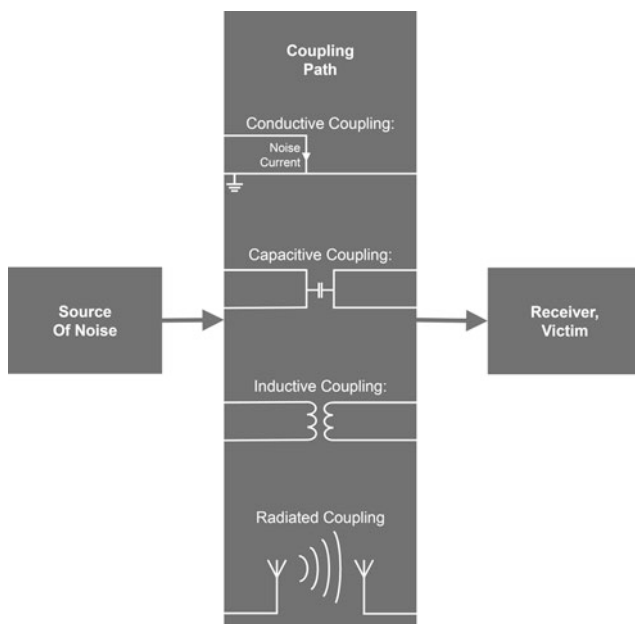 Coupling
Path
Conductive Coupling:
Noise
Current
Capacitive Coupling:
Source
Of Noise
Receiver,
Victim
Inductive Coupling:
Radiated Coupling